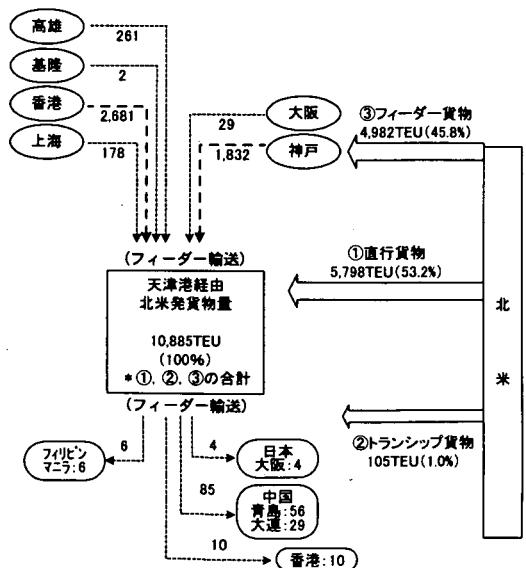 高雄
261
基隆
2
香港
2,681
上海
178
大阪
29
神戸
1,832
③フィーダー貨物
4,982TEU(45.8%)
(フィーダー輸送)
天津港経由
北米発貨物量
10,885TEU
(100%)
*①,②,③の合計
(フィーダー輸送)
①直行貨物
5,798TEU(53.2%)
北
米
②トランシップ貨物
105TEU(1.0%)
6
フィリピン
マニラ:6
4
日本
大阪:4
85
中国
青島:56
大連:29
10
香港:10